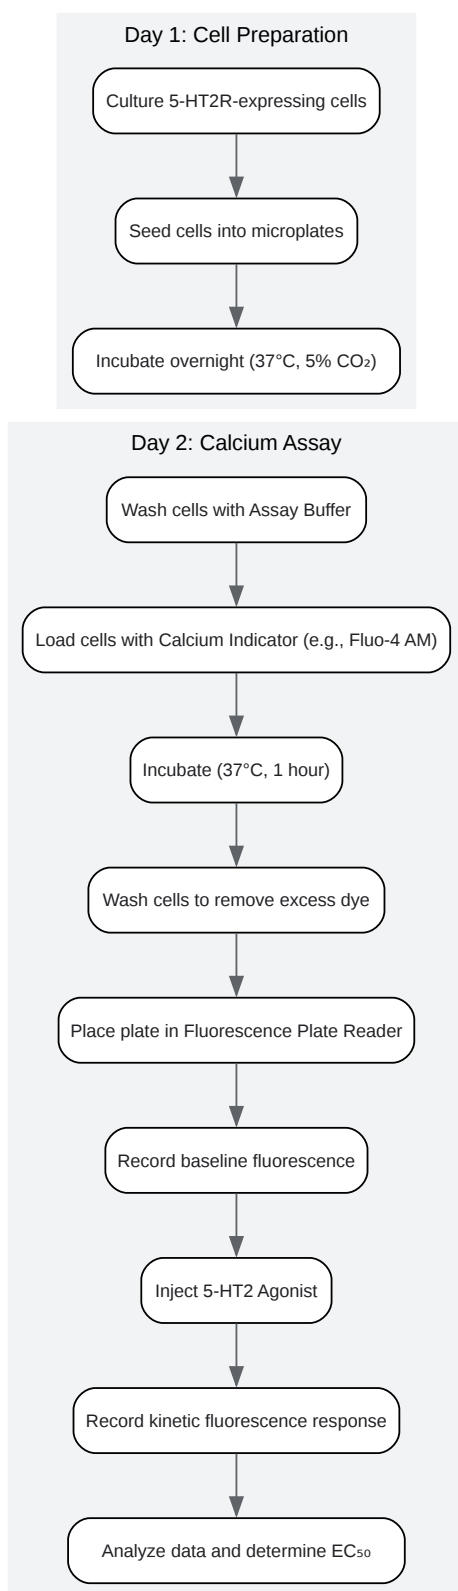 Day 1: Cell Preparation
Culture 5-HT2R-expressing cells
Seed cells into microplates
Incubate overnight (37°C, 5% CO₂)
Day 2: Calcium Assay
Wash cells with Assay Buffer
Load cells with Calcium Indicator (e.g., Fluo-4 AM)
Incubate (37°C, 1 hour)
Wash cells to remove excess dye
Place plate in Fluorescence Plate Reader
Record baseline fluorescence
Inject 5-HT2 Agonist
Record kinetic fluorescence response
Analyze data and determine EC₅₀